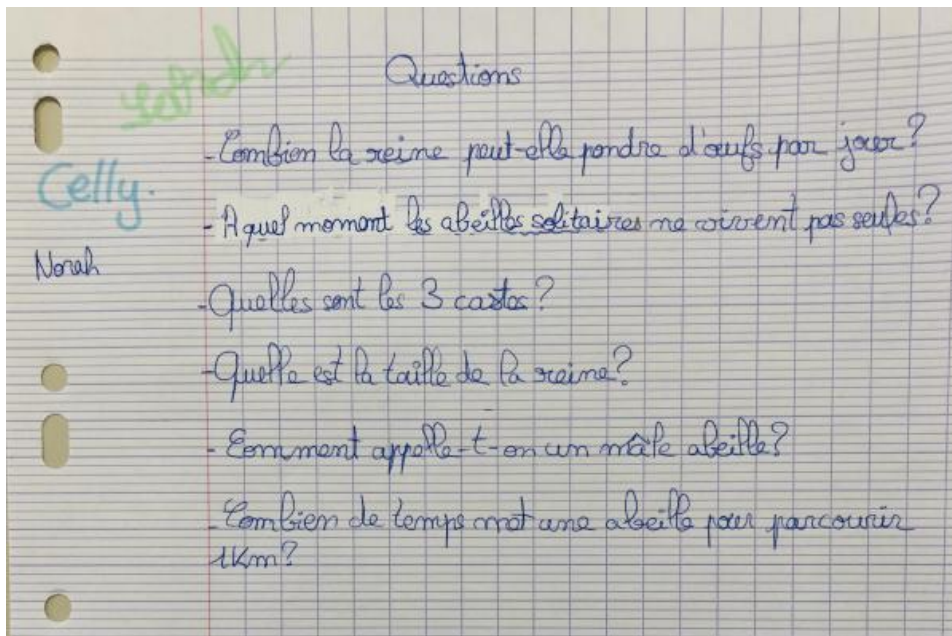 Questions
Celly.
Norah
- Combien la reine peut-elle pondre d'œufs par jour?
- A quel moment les abeilles solitaires ne vivent pas seules?
- Quelles sont les 3 castes?
- Quelle est la taille de la reine?
- Comment appelle-t-on un mâle abeille?
- Combien de temps met une abeille pour parcourir
1Km?